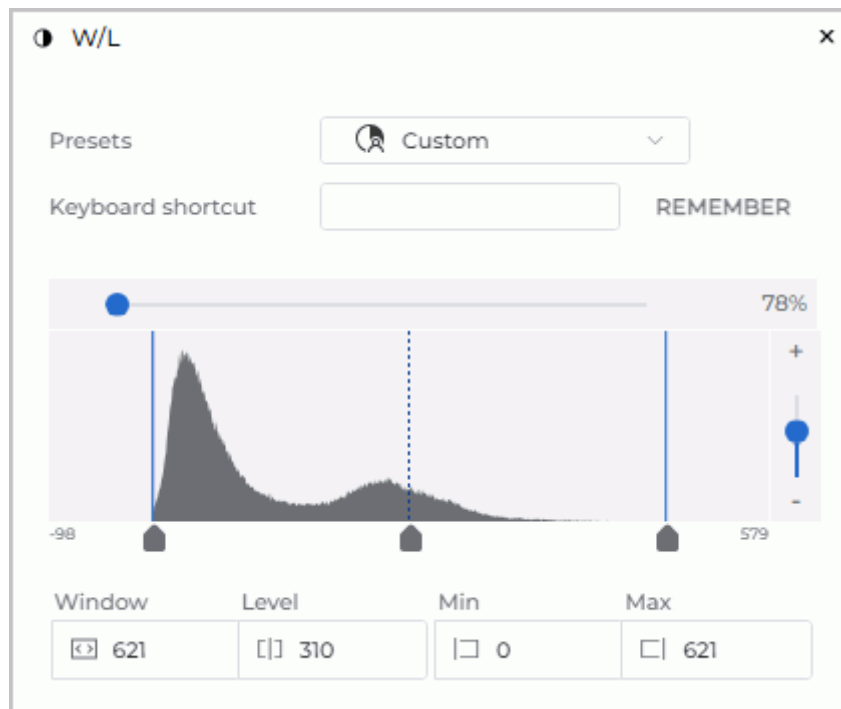 W/L
Presets Custom
Keyboard shortcut REMEMBER
78%
+
-
-98 579
Window Level Min Max
621 310 0 621